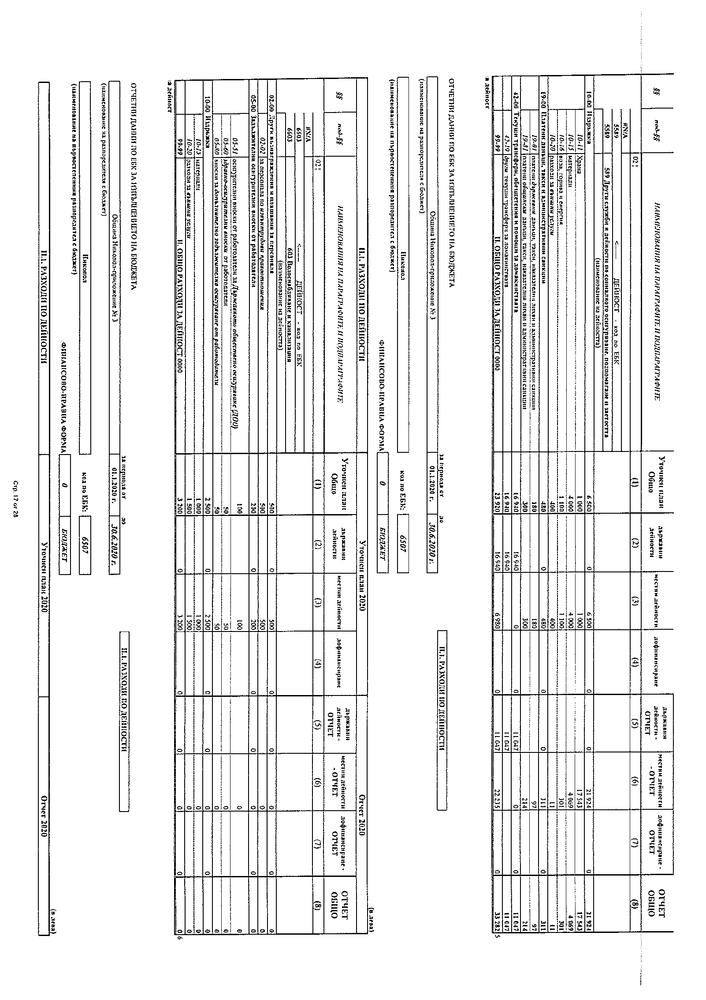 §§ под-§§ НАИМЕНОВАНИЯ НА ПАРАГРАФИТЕ И ПОДПАРАГРАФИТЕ Уточнен план Общо държавни дейности местни дейности дофинансиране държавни дейности - ОТЧЕТ местни дейности - ОТЧЕТ дофинансиране - ОТЧЕТ ОТЧЕТ ОБЩО
(1) (2) (3) (4) (5) (6) (7) (8)
#N/A
5589 <----- ДЕЙНОСТ - код по ЕБК
5589 589 Други служби и дейности по социалното осигуряване, подпомагане и заетостта
(наименование на дейността)
10-00 Издръжка 6 500 0 6 500 0 0 21 924 0 21 924
10-11 Храна 1 000 1 000 17 543 17 543
10-15 материали 4 000 4 000 4 069 4 069
10-16 вода, горива и енергия 1 100 1 100 301 301
10-20 разходи за външни услуги 400 400 11 11
19-00 Платени данъци, такси и административни санкции 480 0 480 0 0 311 0 311
19-01 платени държавни данъци, такси, наказателни лихви и административни санкции 180 180 97 97
19-81 платени общински данъци, такси, наказателни лихви и административни санкции 300 300 214 214
42-00 Текущи трансфери, обезщетения и помощи за домакинствата 16 940 16 940 0 0 11 047 0 0 11 047
42-19 други текущи трансфери за домакинствата 16 940 16 940 11 047 11 047
99-99 II. ОБЩО РАЗХОДИ ЗА ДЕЙНОСТ 0000 23 920 16 940 6 980 0 11 047 22 235 0 33 282 5
за дейност
ОТЧЕТНИ ДАННИ ПО ЕБК ЗА ИЗПЪЛНЕНИЕТО НА БЮДЖЕТА
II.1. РАЗХОДИ ПО ДЕЙНОСТИ
за периода от до
Община Никопол-приложение № 3 01.1.2020 г. 30.6.2020 г.
(наименование на разпоредителя с бюджет)
Никопол код по ЕБК: 6507
(наименование на първостепенния разпоредител с бюджет)
ФИНАНСОВО-ПРАВНА ФОРМА 0 БЮДЖЕТ
(в лева)
II.1. РАЗХОДИ ПО ДЕЙНОСТИ Уточнен план 2020 Отчет 2020
§§ под-§§ НАИМЕНОВАНИЯ НА ПАРАГРАФИТЕ И ПОДПАРАГРАФИТЕ Уточнен план Общо държавни дейности местни дейности дофинансиране държавни дейности - ОТЧЕТ местни дейности - ОТЧЕТ дофинансиране - ОТЧЕТ ОТЧЕТ ОБЩО
(1) (2) (3) (4) (5) (6) (7) (8)
#N/A
6603 <----- ДЕЙНОСТ - код по ЕБК
6603 603 Водоснабдяване и канализация
(наименование на дейността)
02-00 Други възнаграждения и плащания за персонала 500 0 500 0 0 0 0 0
02-02 за персонала по извънтрудови правоотношения 500 500 0 0
05-00 Задължителни осигурителни вноски от работодатели 200 0 200 0 0 0 0 0
05-51 осигурителни вноски от работодатели за Държавното обществено осигуряване (ДОО) 100 100 0 0
05-60 здравно-осигурителни вноски от работодатели 50 50 0 0
05-80 вноски за допълнително задължително осигуряване от работодатели 50 50 0 0
10-00 Издръжка 2 500 0 2 500 0 0 0 0 0
10-15 материали 1 000 1 000 0 0
10-20 разходи за външни услуги 1 500 1 500 0 0
99-99 II. ОБЩО РАЗХОДИ ЗА ДЕЙНОСТ 0000 3 200 0 3 200 0 0 0 0 0 6
за дейност
ОТЧЕТНИ ДАННИ ПО ЕБК ЗА ИЗПЪЛНЕНИЕТО НА БЮДЖЕТА
II.1. РАЗХОДИ ПО ДЕЙНОСТИ
за периода от до
Община Никопол-приложение № 3 01.1.2020 г. 30.6.2020 г.
(наименование на разпоредителя с бюджет)
Никопол код по ЕБК: 6507
(наименование на първостепенния разпоредител с бюджет)
ФИНАНСОВО-ПРАВНА ФОРМА 0 БЮДЖЕТ
(в лева)
II.1. РАЗХОДИ ПО ДЕЙНОСТИ Уточнен план 2020 Отчет 2020
Стр. 17 от 28